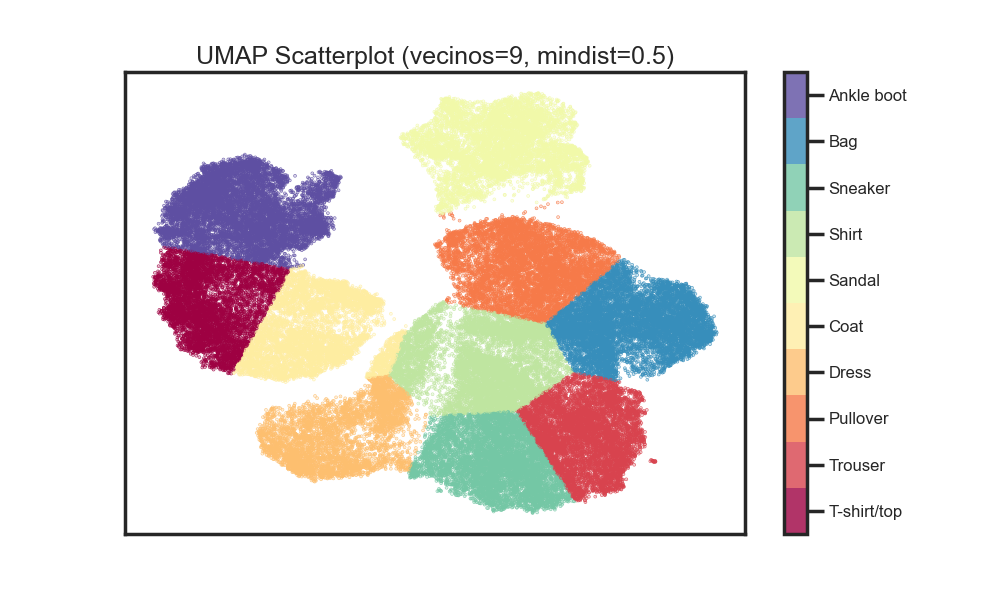 UMAP Scatterplot (vecinos=9, mindist=0.5)
Ankle boot
Bag
Sneaker
Shirt
Sandal
Coat
Dress
Pullover
Trouser
T-shirt/top